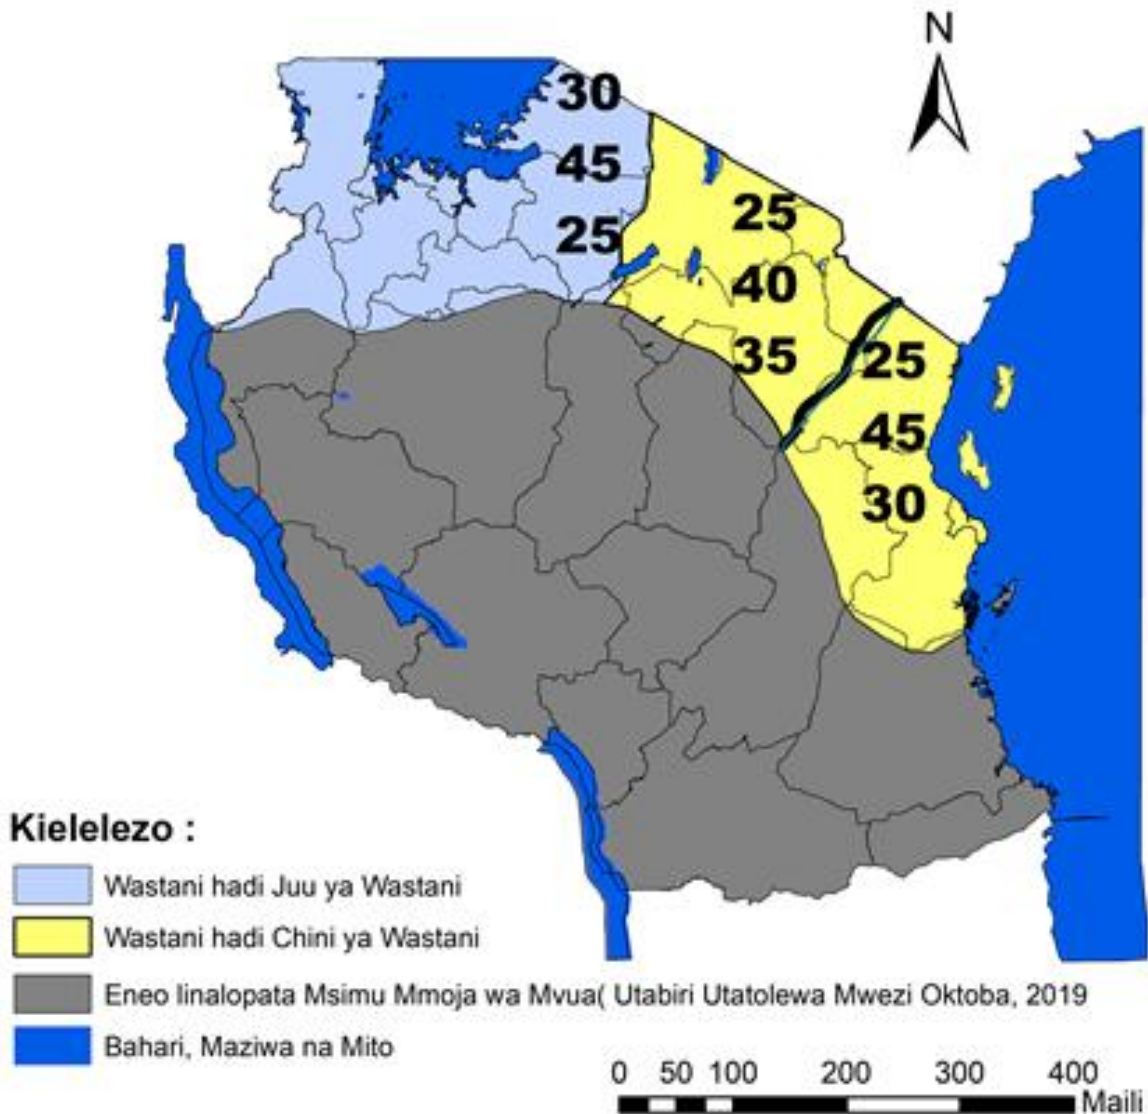 N
30
45
25
25
40
35
25
45
30
Kielelezo :
Wastani hadi Juu ya Wastani
Wastani hadi Chini ya Wastani
Eneo linalopata Msimu Mmoja wa Mvua( Utabiri Utatolewa Mwezi Oktoba, 2019
Bahari, Maziwa na Mito
0 50 100 200 300 400
Maili